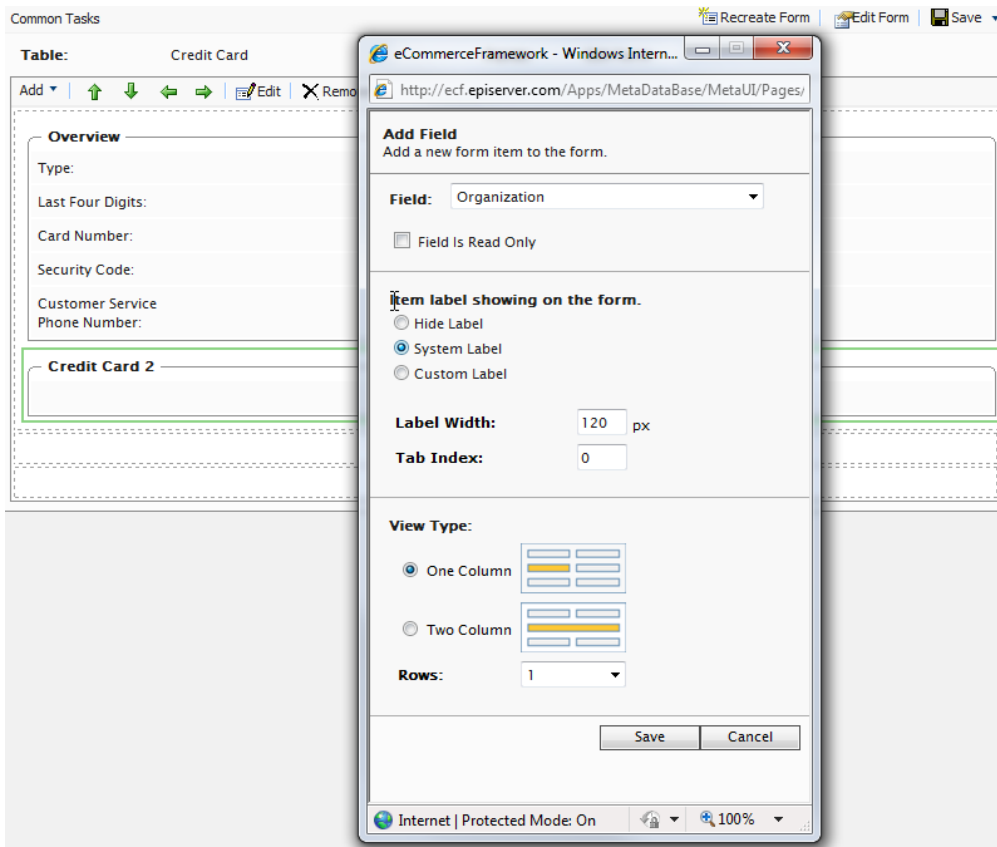 Common Tasks
Recreate Form
Edit Form
Save
Table:
Credit Card
Add
Edit
Remo
Overview
Type:
Last Four Digits:
Card Number:
Security Code:
Customer Service
Phone Number:
Credit Card 2
eCommerceFramework - Windows Intern...
http://ecf.episerver.com/Apps/MetaDataBase/MetaUI/Pages/
Add Field
Add a new form item to the form.
Field:
Organization
Field Is Read Only
Item label showing on the form.
Hide Label
System Label
Custom Label
Label Width:
120
px
Tab Index:
0
View Type:
One Column
Two Column
Rows:
1
Save
Cancel
Internet | Protected Mode: On
100%